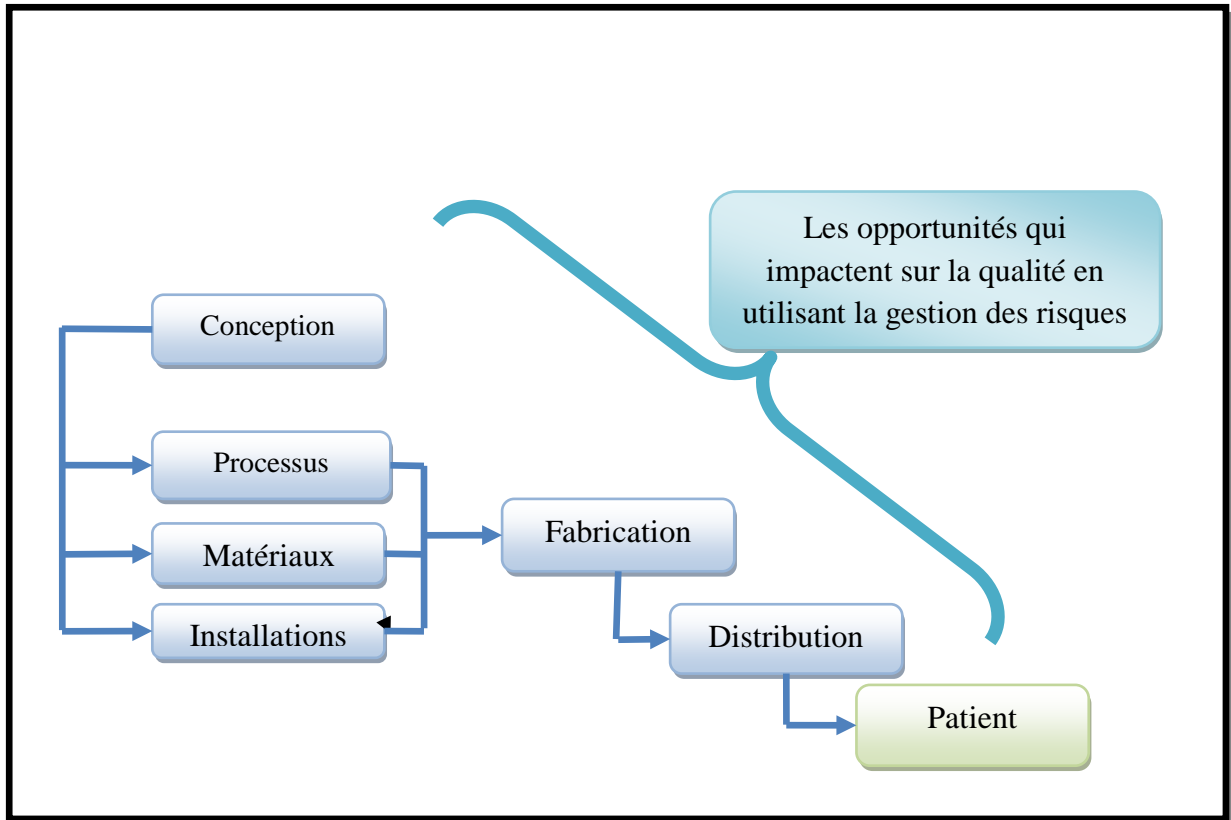 Les opportunités qui
impactent sur la qualité en
utilisant la gestion des risques
Conception
Processus
Matériaux
Installations
Fabrication
Distribution
Patient